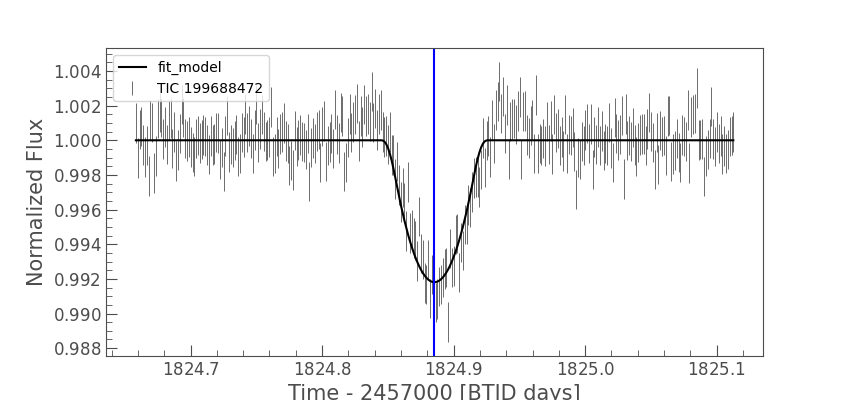 fit_model
TIC 199688472
Normalized Flux
1.004
1.002
1.000
0.998
0.996
0.994
0.992
0.990
0.988
1824.7 1824.8 1824.9 1825.0 1825.1
Time - 2457000 [BTJD days]